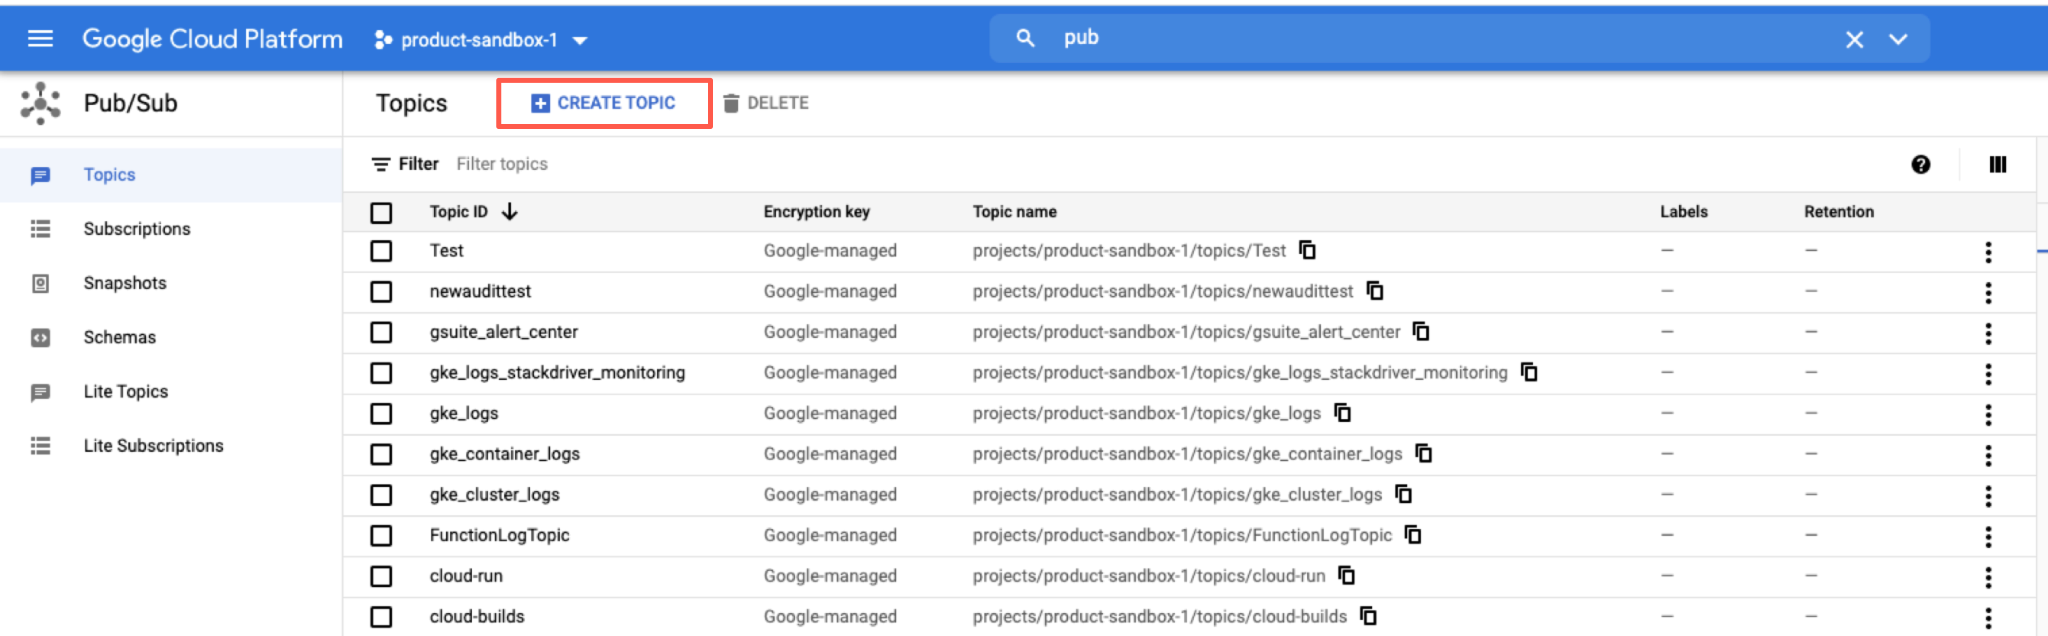 Google Cloud Platform product-sandbox-1 pub
Pub/Sub Topics CREATE TOPIC DELETE
Topics
Subscriptions
Snapshots
Schemas
Lite Topics
Lite Subscriptions
Filter Filter topics
Topic ID Encryption key Topic name Labels Retention
Test Google-managed projects/product-sandbox-1/topics/Test – –
newaudittest Google-managed projects/product-sandbox-1/topics/newaudittest – –
gsuite_alert_center Google-managed projects/product-sandbox-1/topics/gsuite_alert_center – –
gke_logs_stackdriver_monitoring Google-managed projects/product-sandbox-1/topics/gke_logs_stackdriver_monitoring – –
gke_logs Google-managed projects/product-sandbox-1/topics/gke_logs – –
gke_container_logs Google-managed projects/product-sandbox-1/topics/gke_container_logs – –
gke_cluster_logs Google-managed projects/product-sandbox-1/topics/gke_cluster_logs – –
FunctionLogTopic Google-managed projects/product-sandbox-1/topics/FunctionLogTopic – –
cloud-run Google-managed projects/product-sandbox-1/topics/cloud-run – –
cloud-builds Google-managed projects/product-sandbox-1/topics/cloud-builds – –